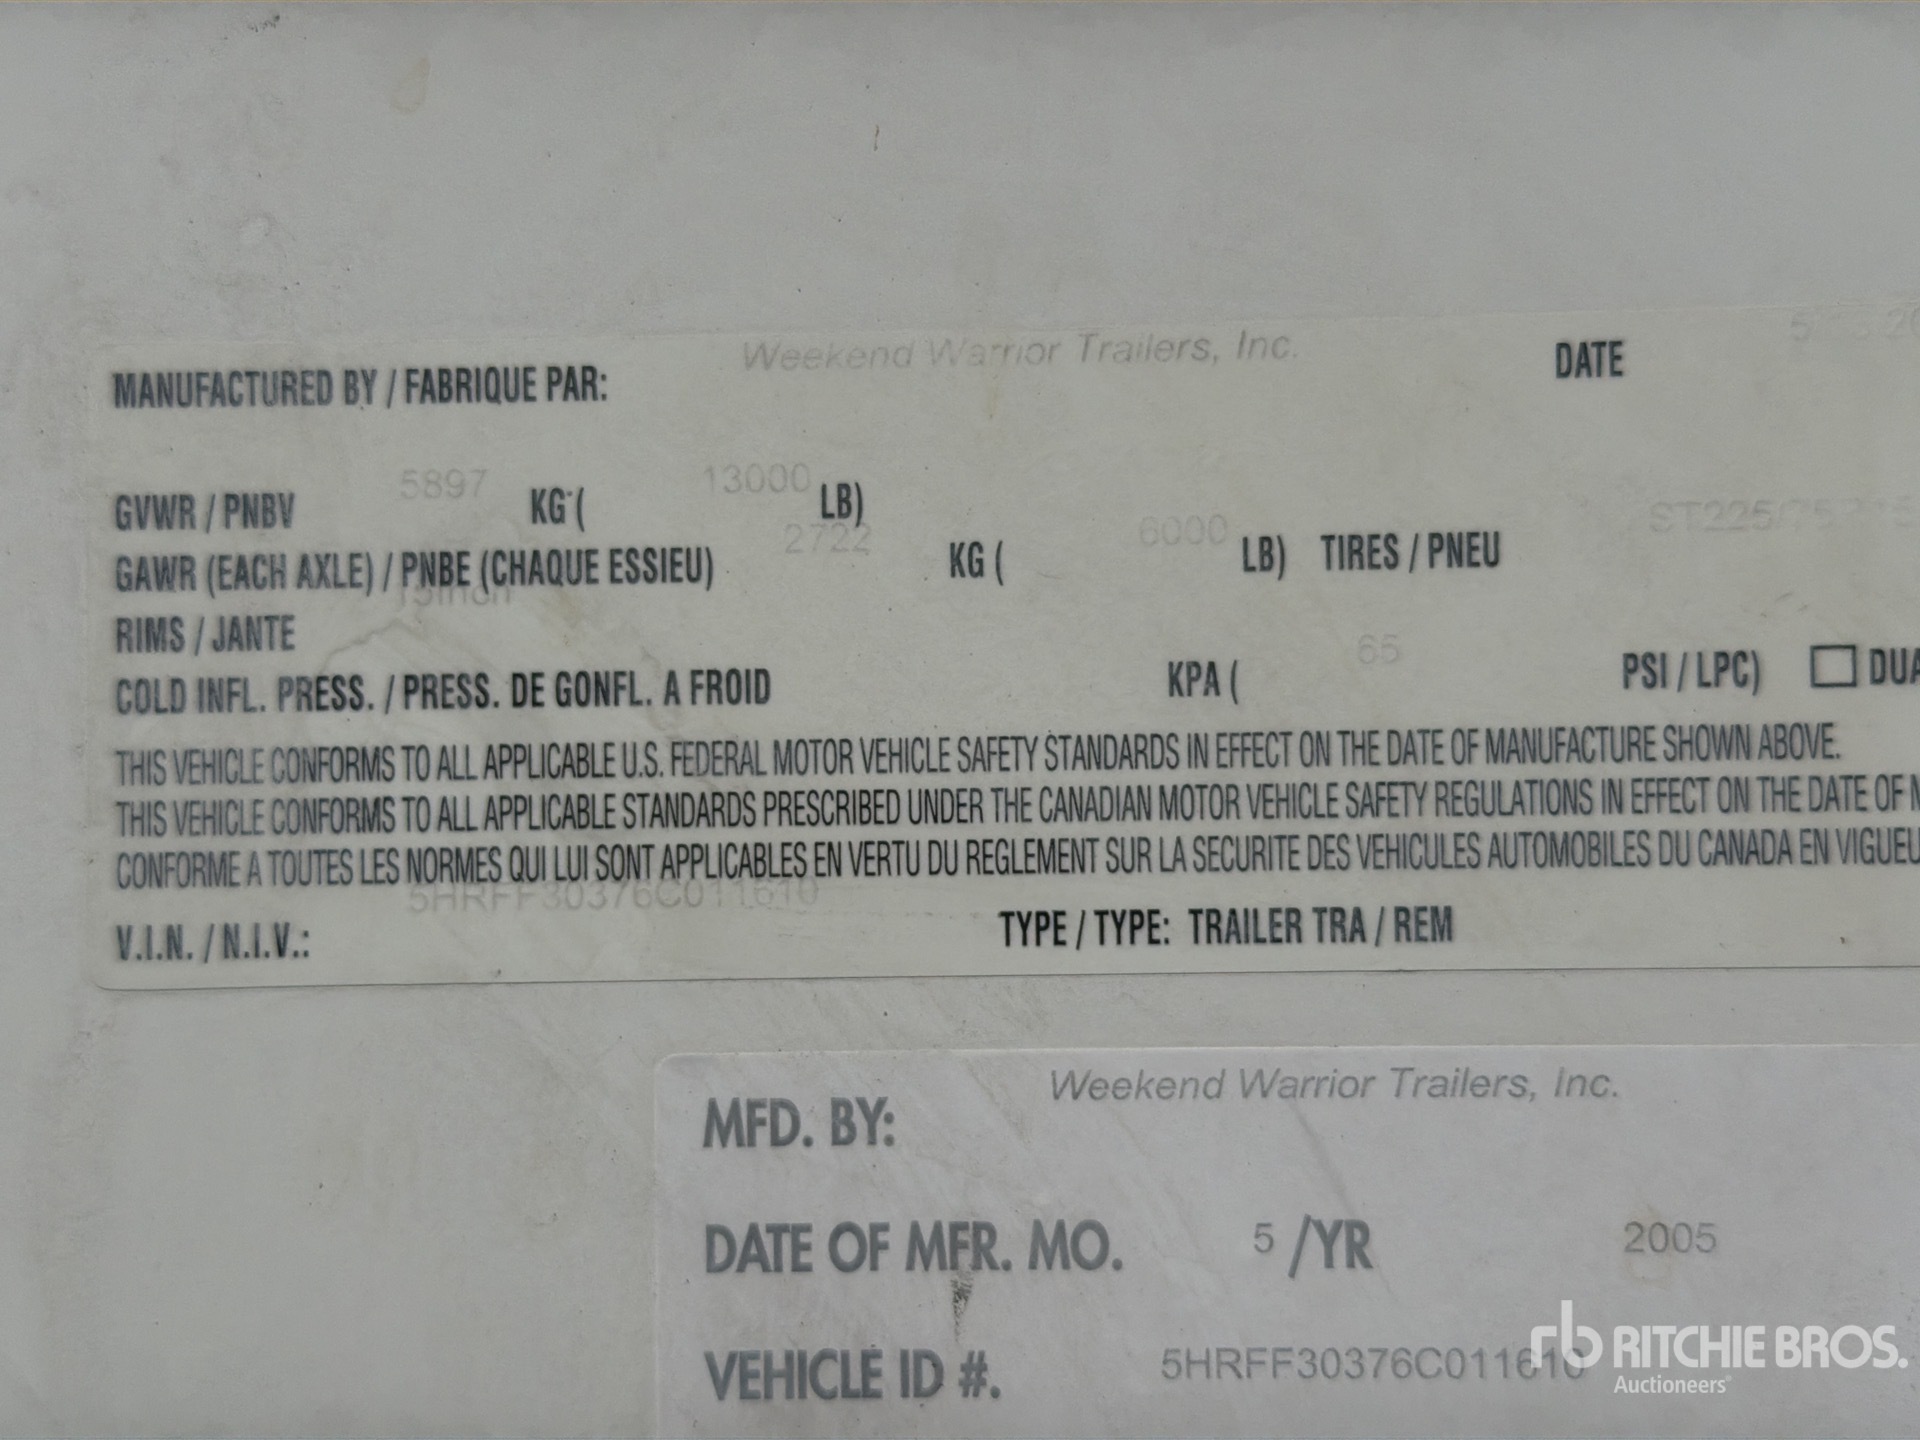 Weekend Warrior Trailers, Inc.
MANUFACTURED BY / FABRIQUE PAR: DATE
5897 13000
GVWR / PNBV KG ( LB)
2722 6000 ST225/
GAWR (EACH AXLE) / PNBE (CHAQUE ESSIEU) KG ( LB) TIRES / PNEU
15inch
RIMS / JANTE
65
COLD INFL. PRESS. / PRESS. DE GONFL. A FROID KPA ( PSI / LPC) DUA
THIS VEHICLE CONFORMS TO ALL APPLICABLE U.S. FEDERAL MOTOR VEHICLE SAFETY STANDARDS IN EFFECT ON THE DATE OF MANUFACTURE SHOWN ABOVE.
THIS VEHICLE CONFORMS TO ALL APPLICABLE STANDARDS PRESCRIBED UNDER THE CANADIAN MOTOR VEHICLE SAFETY REGULATIONS IN EFFECT ON THE DATE OF M
CONFORME A TOUTES LES NORMES QUI LUI SONT APPLICABLES EN VERTU DU REGLEMENT SUR LA SECURITE DES VEHICULES AUTOMOBILES DU CANADA EN VIGUEU
5HRFF30376C011610
V.I.N. / N.I.V.: TYPE / TYPE: TRAILER TRA / REM
Weekend Warrior Trailers, Inc.
MFD. BY:
DATE OF MFR. MO. 5 /YR 2005
VEHICLE ID #. 5HRFF30376C011610
rb RITCHIE BROS.
Auctioneers